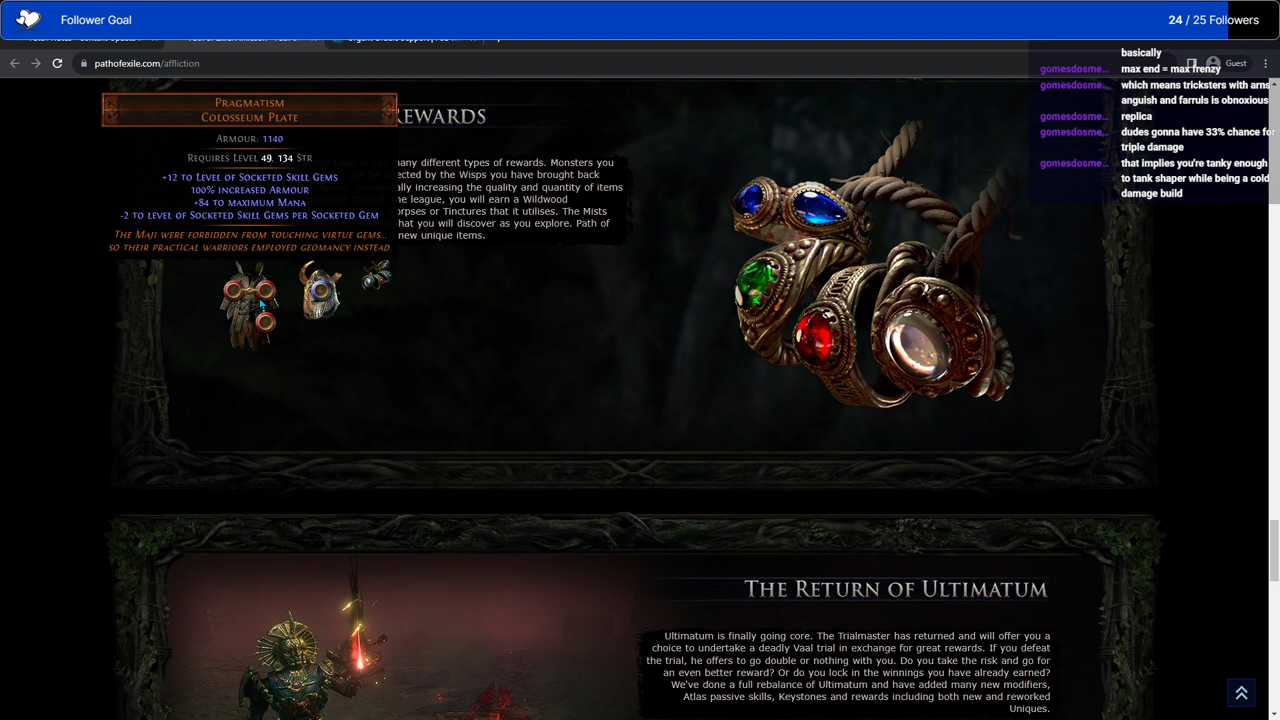 Follower Goal
24 / 25 Followers
pathofexile.com/affliction
Guest
basically
gomesdosme... max end = max frenzy
gomesdosme... which means tricksters with arns
anguish and farruls is obnoxious
gomesdosme... replica
gomesdosme... dudes gonna have 33% chance for
triple damage
gomesdosme... that implies you're tanky enough
to tank shaper while being a cold
damage build
Pragmatism
Colosseum Plate
Armour: 1140
Requires Level 49, 134 Str
+12 to Level of Socketed Skill Gems
100% increased Armour
+84 to maximum Mana
-2 to level of Socketed Skill Gems per Socketed Gem
The Maji were forbidden from touching virtue gems...
so their practical warriors employed geomancy instead.
Rewards
many different types of rewards. Monsters you
affected by the Wisps you have brought back
increasing the quantity and quality of items
the league, you will earn a Wildwood
corpses or Tinctures that it utilises. The Mists
that you will discover as you explore. Path of
new unique items.
The Return of Ultimatum
Ultimatum is finally going core. The Trialmaster has returned and will offer you a
choice to undertake a deadly Vaal trial in exchange for great rewards. If you defeat
the trial, he offers to go double or nothing with you. Do you take the risk and go for
an even better reward? Or do you lock in the winnings you have already earned?
We've done a full rebalance of Ultimatum and have added many new modifiers,
Atlas passive skills, Keystones and rewards including both new and reworked
Uniques.